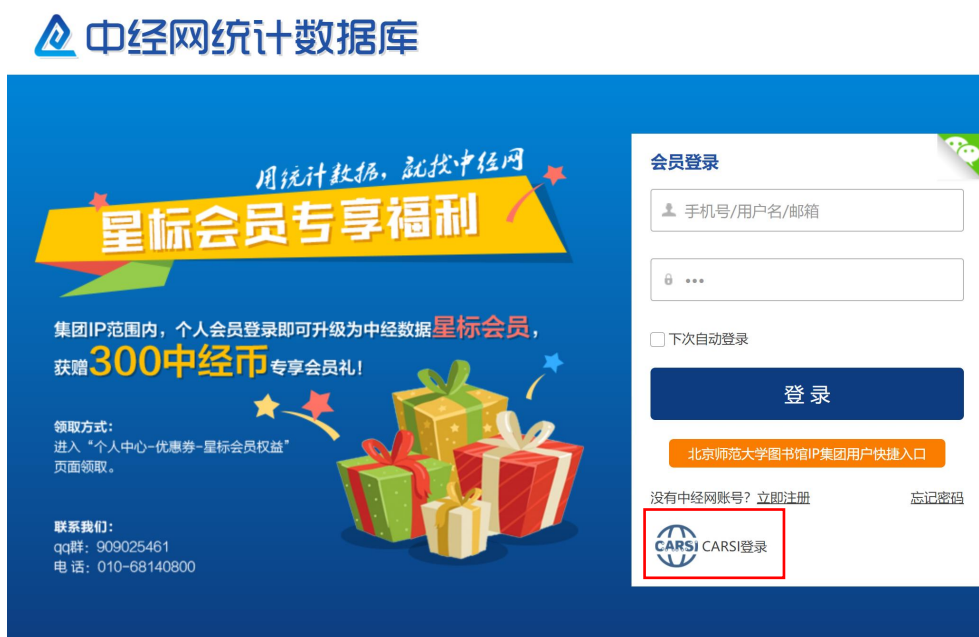 中经网统计数据库
用统计数据，就找中经网
星标会员专享福利
集团IP范围内，个人会员登录即可升级为中经数据星标会员，
获赠300中经币专享会员礼！
领取方式：
进入“个人中心-优惠券-星标会员权益”
页面领取。
联系我们：
qq群：909025461
电 话：010-68140800
会员登录
手机号/用户名/邮箱
•••
下次自动登录
登 录
北京师范大学图书馆IP集团用户快捷入口
没有中经网账号？ 立即注册 忘记密码
CARSI CARSI登录